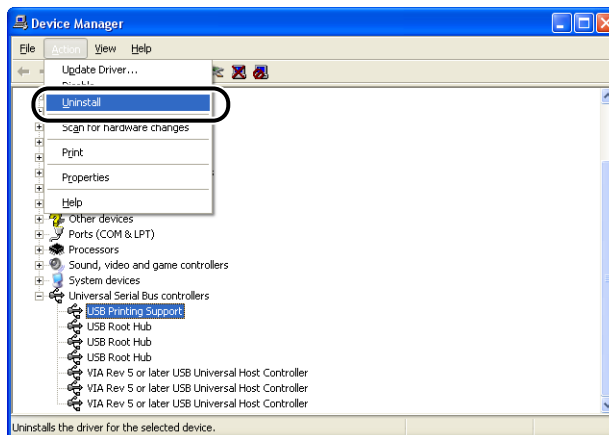 Device Manager
File Action View Help
Update Driver...
Disable
Uninstall
Scan for hardware changes
Print
Properties
Help
Other devices
Ports (COM & LPT)
Processors
Sound, video and game controllers
System devices
Universal Serial Bus controllers
USB Printing Support
USB Root Hub
USB Root Hub
USB Root Hub
VIA Rev 5 or later USB Universal Host Controller
VIA Rev 5 or later USB Universal Host Controller
VIA Rev 5 or later USB Universal Host Controller
Uninstalls the driver for the selected device.